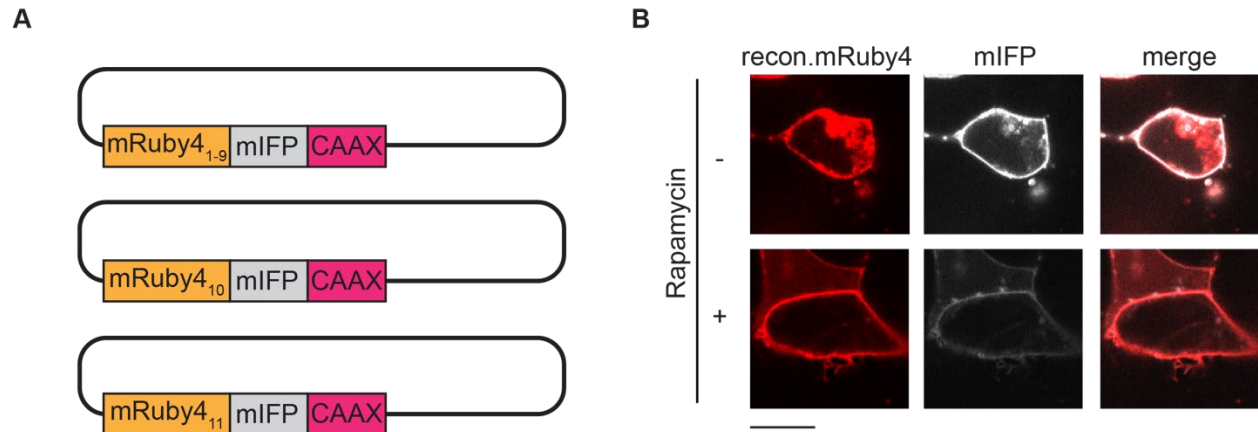 A
mRuby4₁₋₉ mIFP CAAX
mRuby4₁₀ mIFP CAAX
mRuby4₁₁ mIFP CAAX
B
recon.mRuby4 mIFP merge
Rapamycin
-
+